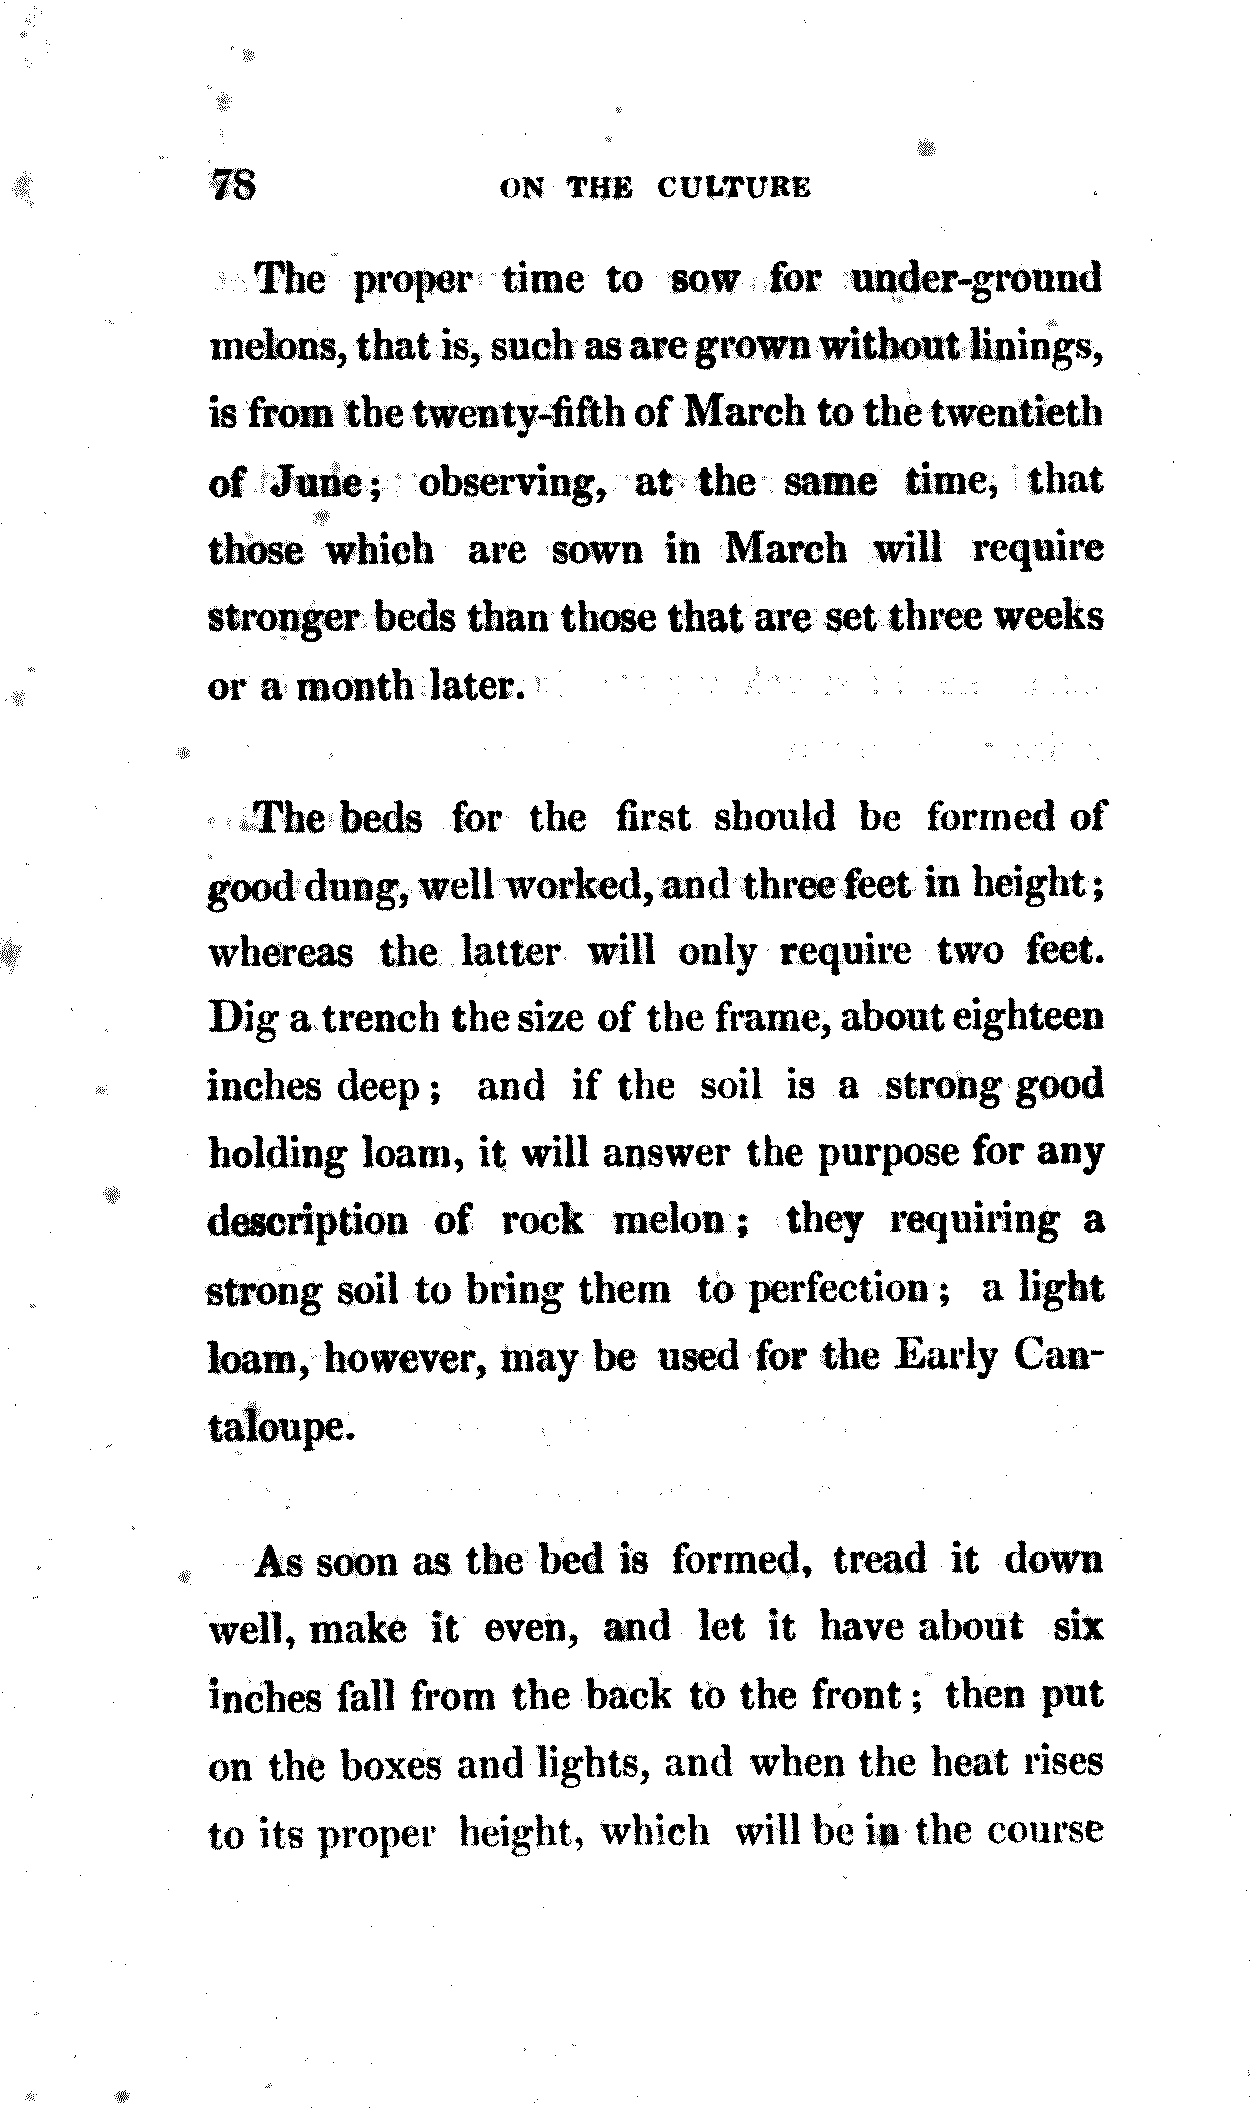 78 ON THE CULTURE
The proper time to sow for under-ground
melons, that is, such as are grown without linings,
is from the twenty-fifth of March to the twentieth
of June; observing, at the same time, that
those which are sown in March will require
stronger beds than those that are set three weeks
or a month later.
The beds for the first should be formed of
good dung, well worked, and three feet in height;
whereas the latter will only require two feet.
Dig a trench the size of the frame, about eighteen
inches deep; and if the soil is a strong good
holding loam, it will answer the purpose for any
description of rock melon; they requiring a
strong soil to bring them to perfection; a light
loam, however, may be used for the Early Can-
taloupe.
As soon as the bed is formed, tread it down
well, make it even, and let it have about six
inches fall from the back to the front; then put
on the boxes and lights, and when the heat rises
to its proper height, which will be in the course